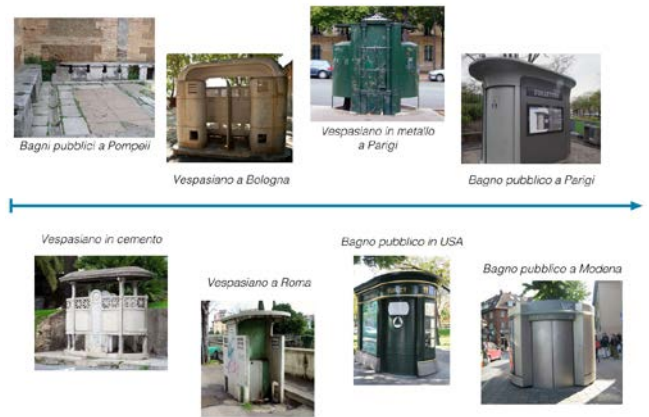 Bagni pubblici a Pompeii
Vespasiano a Bologna
Vespasiano in metallo
a Parigi
Bagno pubblico a Parigi
Vespasiano in cemento
Vespasiano a Roma
Bagno pubblico in USA
Bagno pubblico a Modena